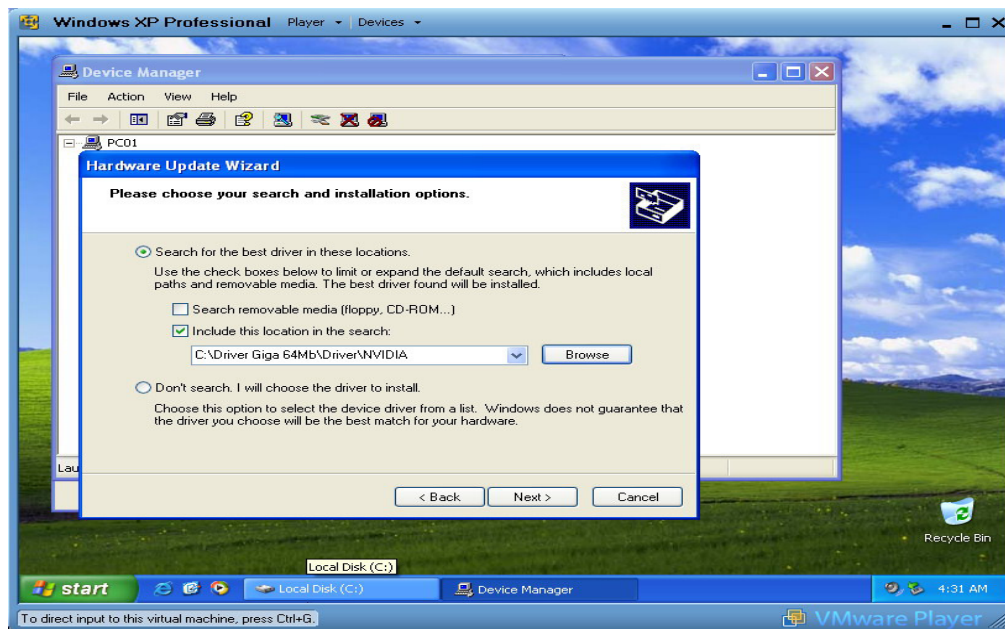 Windows XP Professional Player Devices
Device Manager
File Action View Help
PC01
Hardware Update Wizard
Please choose your search and installation options.
Search for the best driver in these locations.
Use the check boxes below to limit or expand the default search, which includes local
paths and removable media. The best driver found will be installed.
Search removable media (floppy, CD-ROM...)
Include this location in the search:
C:\Driver Giga 64Mb\Driver\NVIDIA
Browse
Don't search. I will choose the driver to install.
Choose this option to select the device driver from a list. Windows does not guarantee that
the driver you choose will be the best match for your hardware.
Lau
< Back Next > Cancel
Recycle Bin
Local Disk (C:)
start Local Disk (C:) Device Manager 4:31 AM
To direct input to this virtual machine, press Ctrl+G. VMware Player